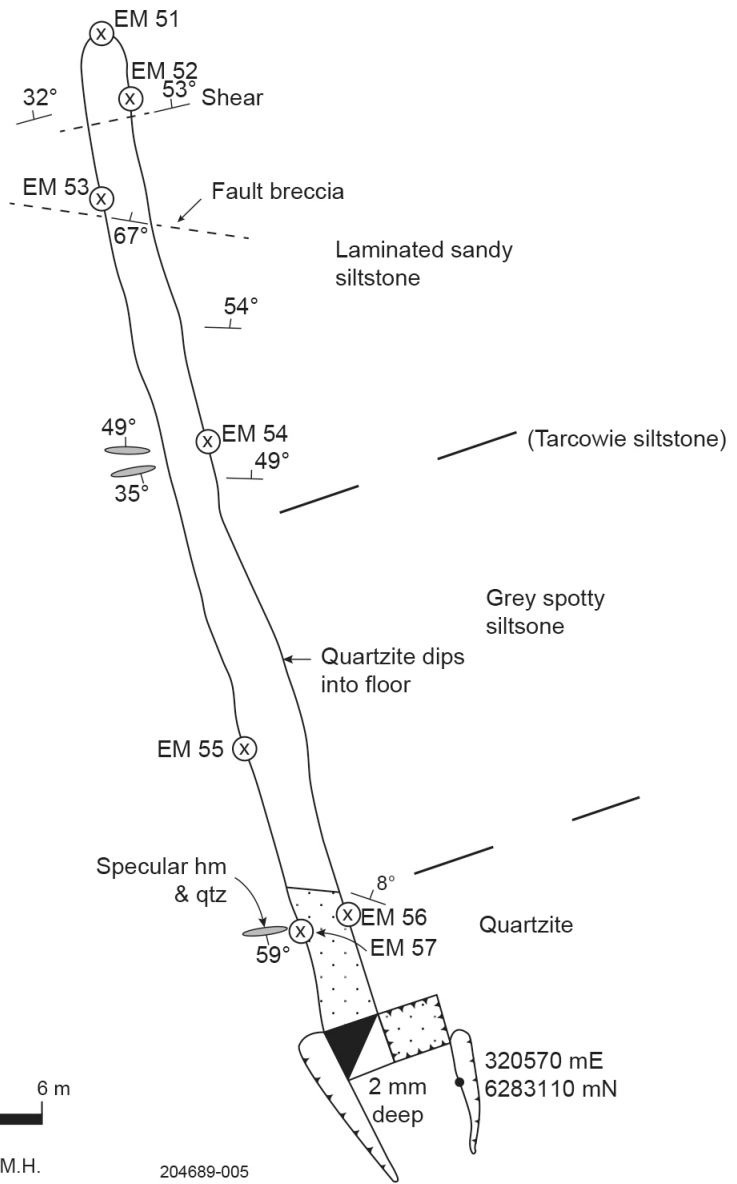 EM 51
EM 52
53°
Shear
32°
EM 53
Fault breccia
67°
Laminated sandy
siltstone
54°
49°
EM 54
(Tarcowie siltstone)
49°
35°
Grey spotty
siltsone
Quartzite dips
into floor
EM 55
Specular hm
& qtz
8°
EM 56
Quartzite
EM 57
59°
320570 mE
6283110 mN
2 mm
deep
6 m
M.H.
204689-005